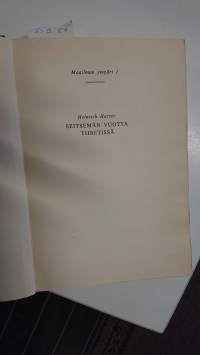 Maailman ympäri 1
Heinrich Harrer
SEITSEMÄN VUOTTA
TIIBETISSÄ